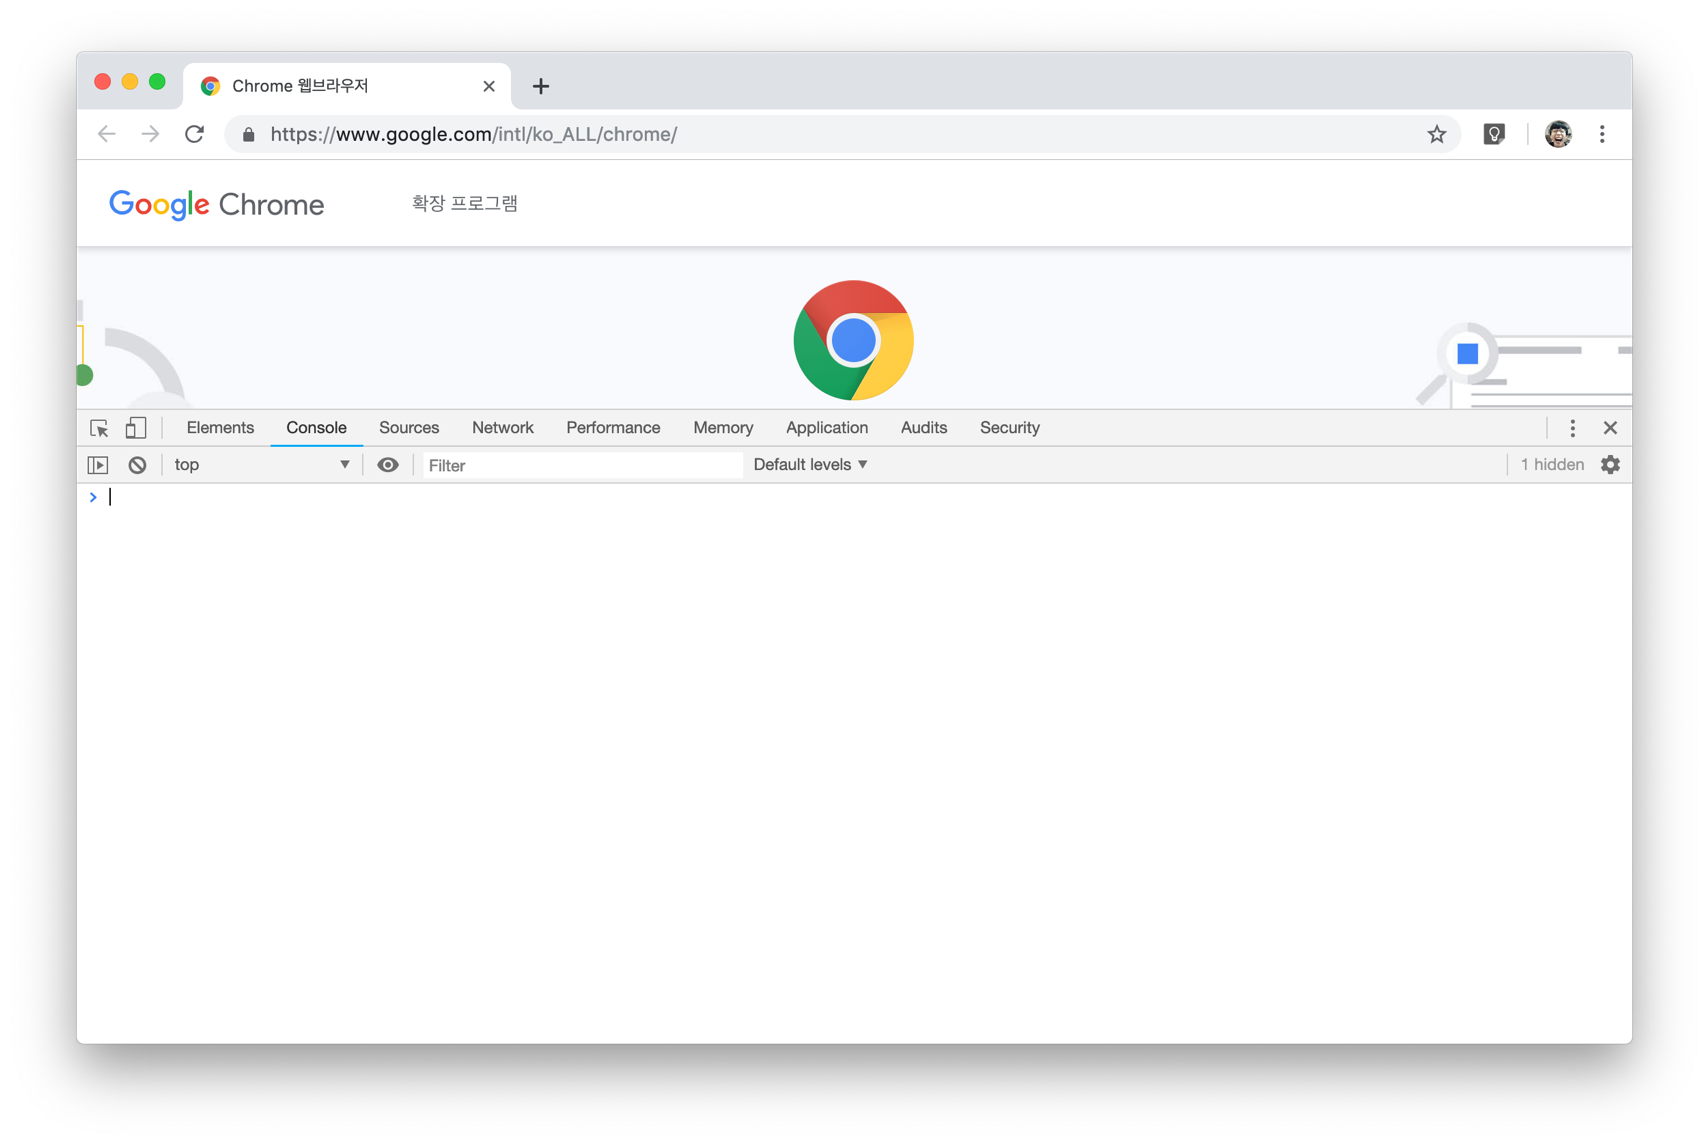 Chrome 웹브라우저
https://www.google.com/intl/ko_ALL/chrome/
Google Chrome 확장 프로그램
Elements Console Sources Network Performance Memory Application Audits Security
top Filter Default levels 1 hidden